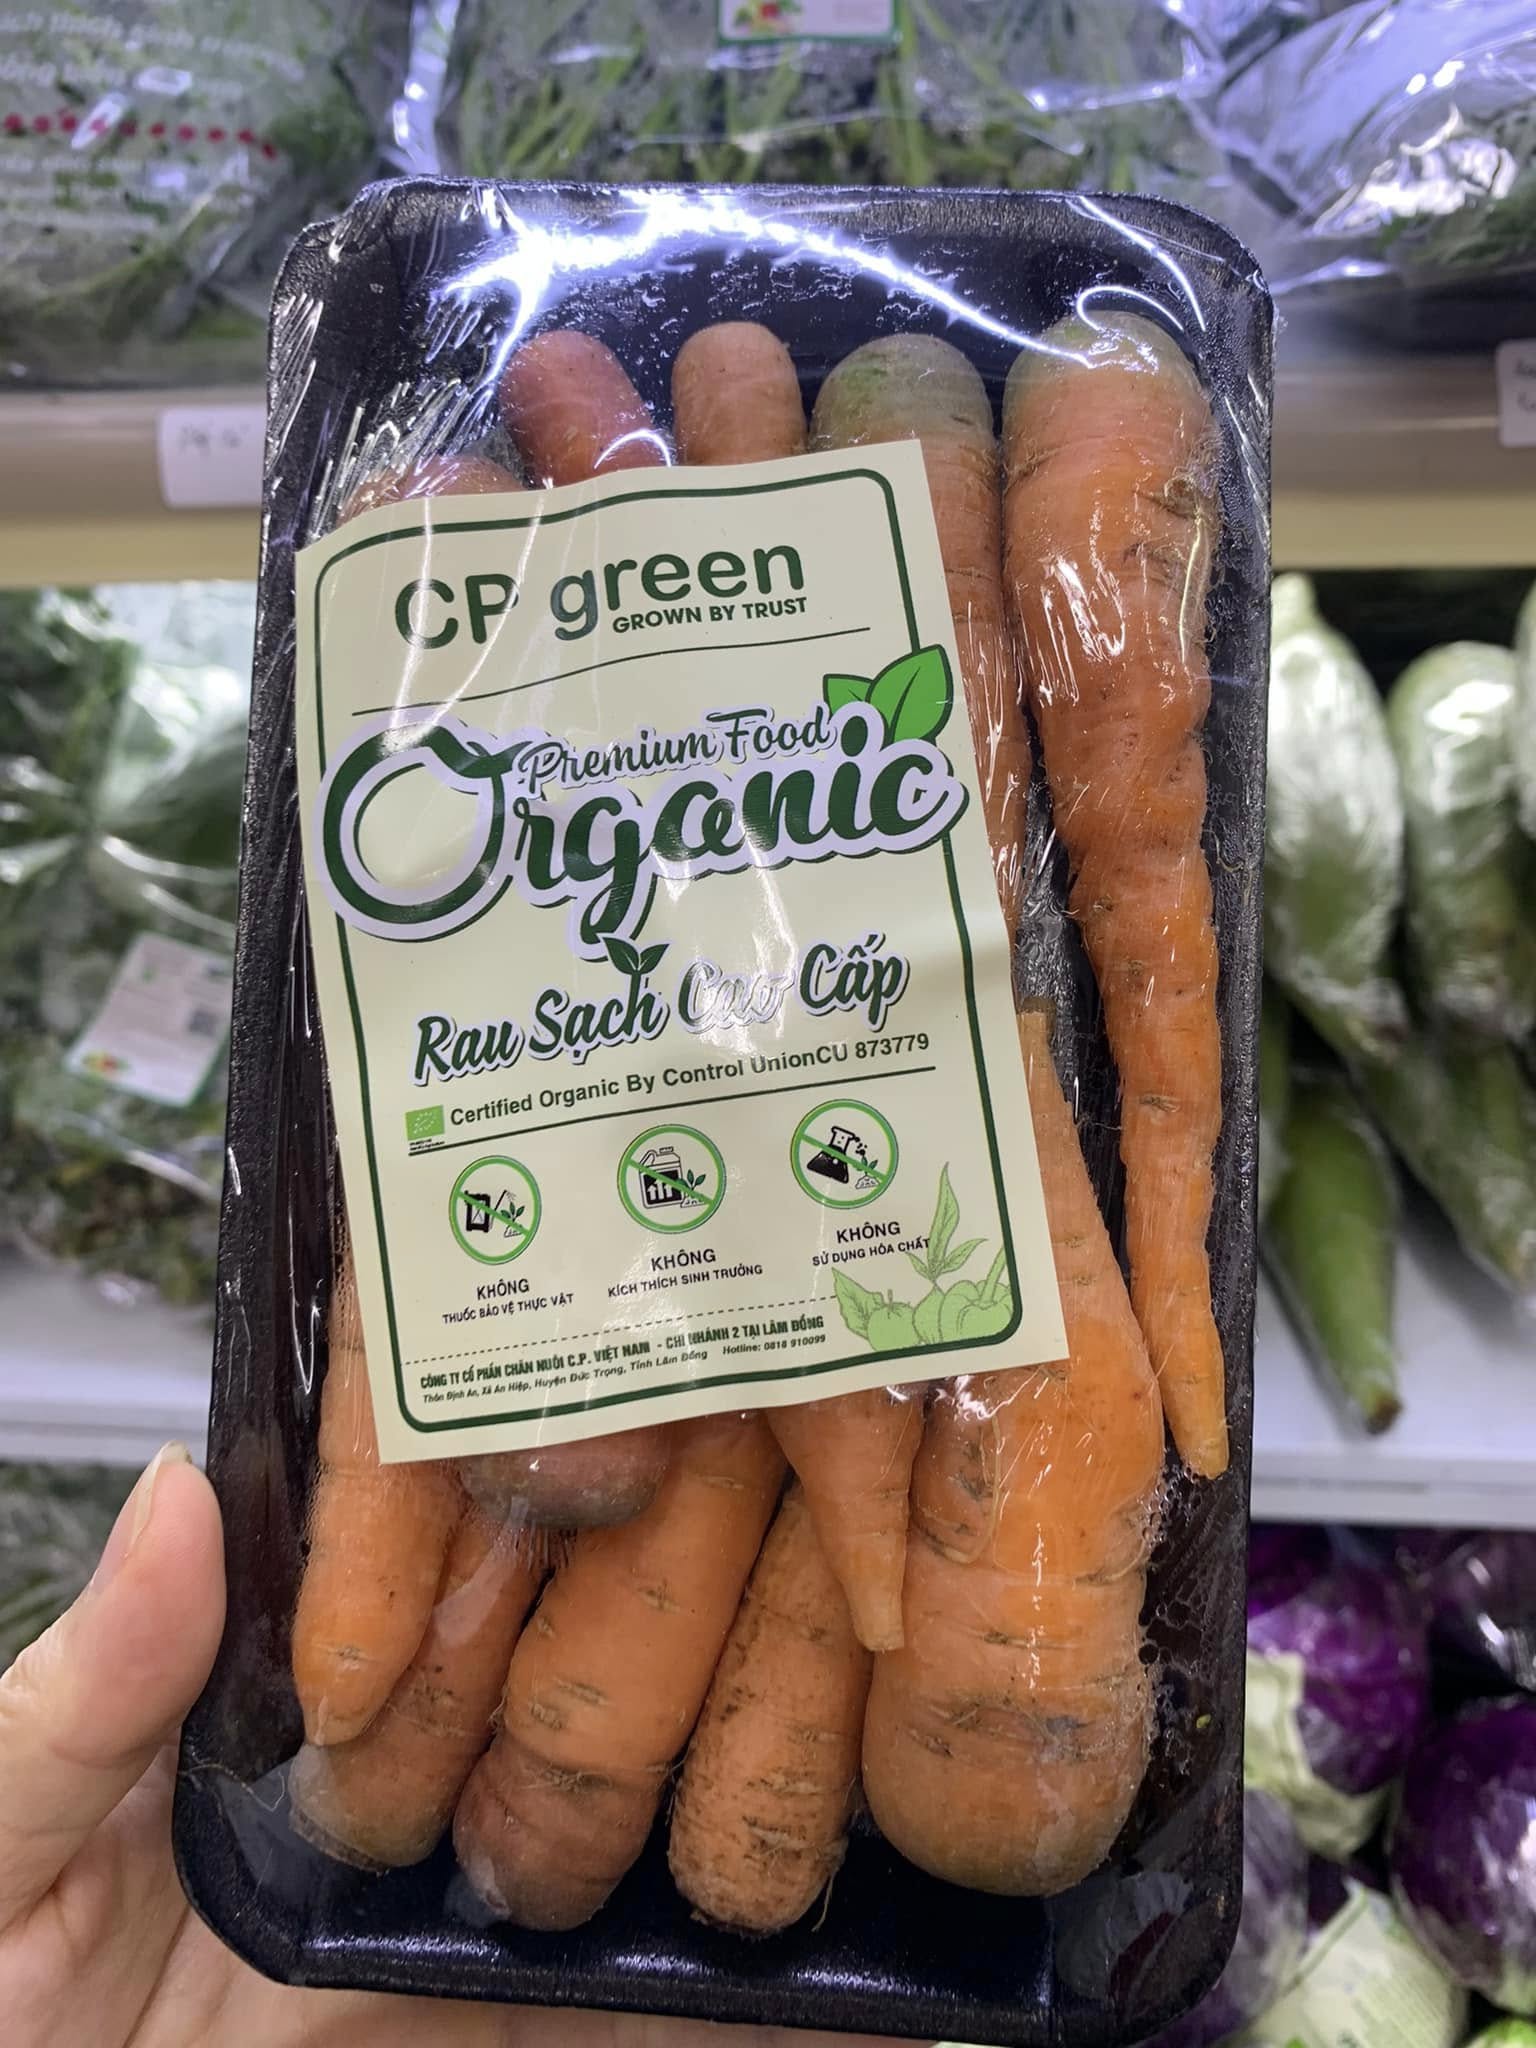 CP green
GROWN BY TRUST
Premium Food
Organic
Rau Sạch Cao Cấp
Certified Organic By Control UnionCU 873779
KHÔNG
THUỐC BẢO VỆ THỰC VẬT
KHÔNG
KÍCH THÍCH SINH TRƯỞNG
KHÔNG
SỬ DỤNG HÓA CHẤT
CÔNG TY CỔ PHẦN CHĂN NUÔI C.P. VIỆT NAM - CHI NHÁNH 2 TẠI LÂM ĐỒNG
Thôn Định An, Xã An Hiệp, Huyện Đức Trọng, Tỉnh Lâm Đồng Hotline: 0818 910099